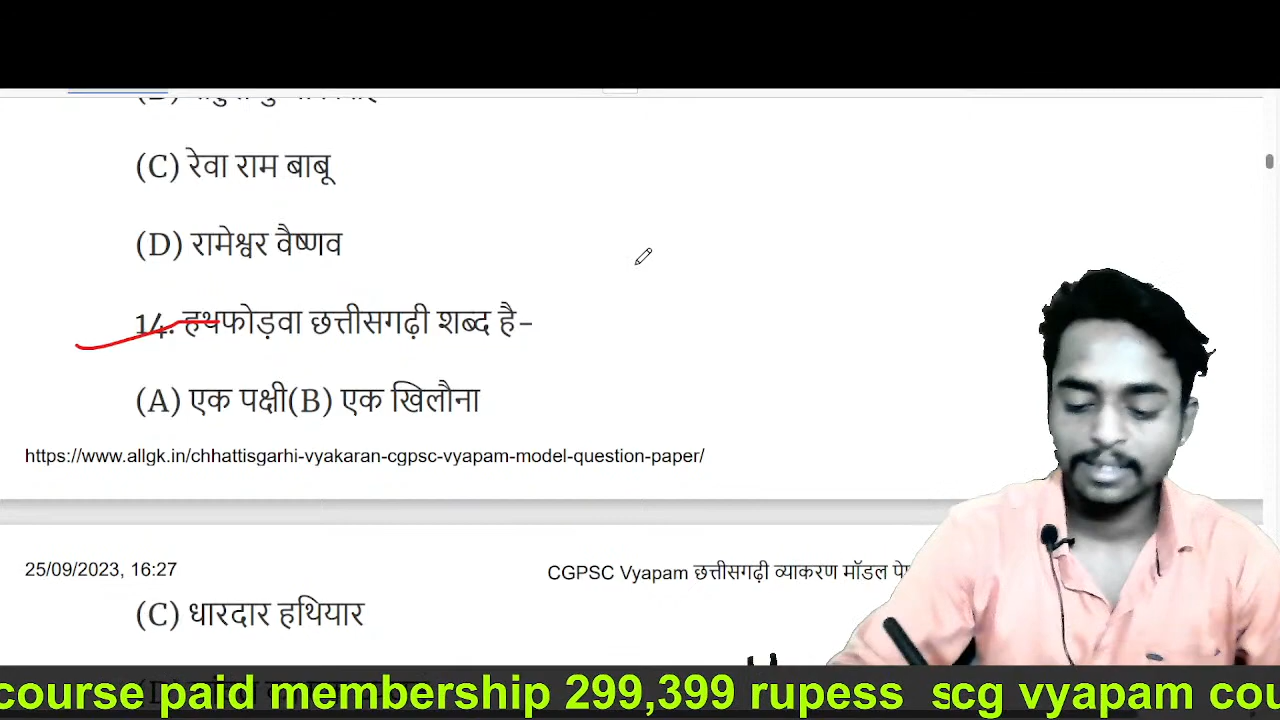 (C) रेवा राम बाबू
(D) रामेश्वर वैष्णव
14. हथफोड़वा छत्तीसगढ़ी शब्द है-
(A) एक पक्षी(B) एक खिलौना
https://www.allgk.in/chhattisgarhi-vyakaran-cgpsc-vyapam-model-question-paper/
25/09/2023, 16:27
CGPSC Vyapam छत्तीसगढ़ी व्याकरण मॉडल
(C) धारदार हथियार
course paid membership 299,399 rupess scg vyapam